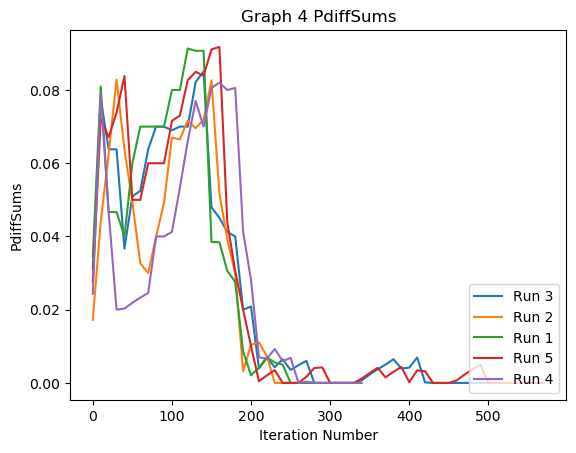 Graph 4 PdiffSums
PdiffSums
0.08
0.06
0.04
0.02
0.00
Run 3
Run 2
Run 1
Run 5
Run 4
0
100
200
300
400
500
Iteration Number